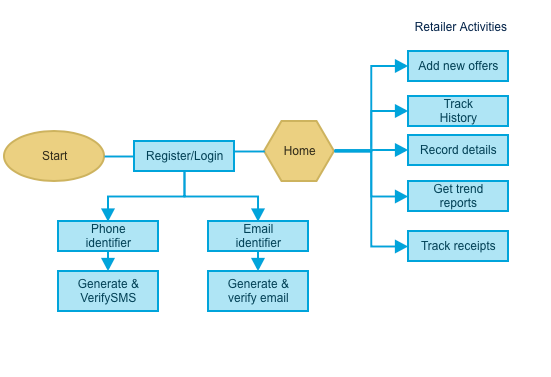 Retailer Activities
Add new offers
Track
History
Start
Register/Login
Home
Record details
Get trend
reports
Phone
identifier
Email
identifier
Track receipts
Generate &
VerifySMS
Generate &
verify email